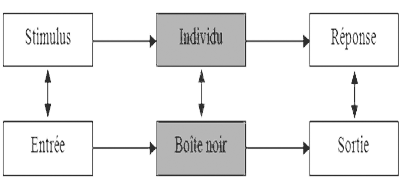 Stimulus
Individu
Réponse
Entrée
Boîte noir
Sortie